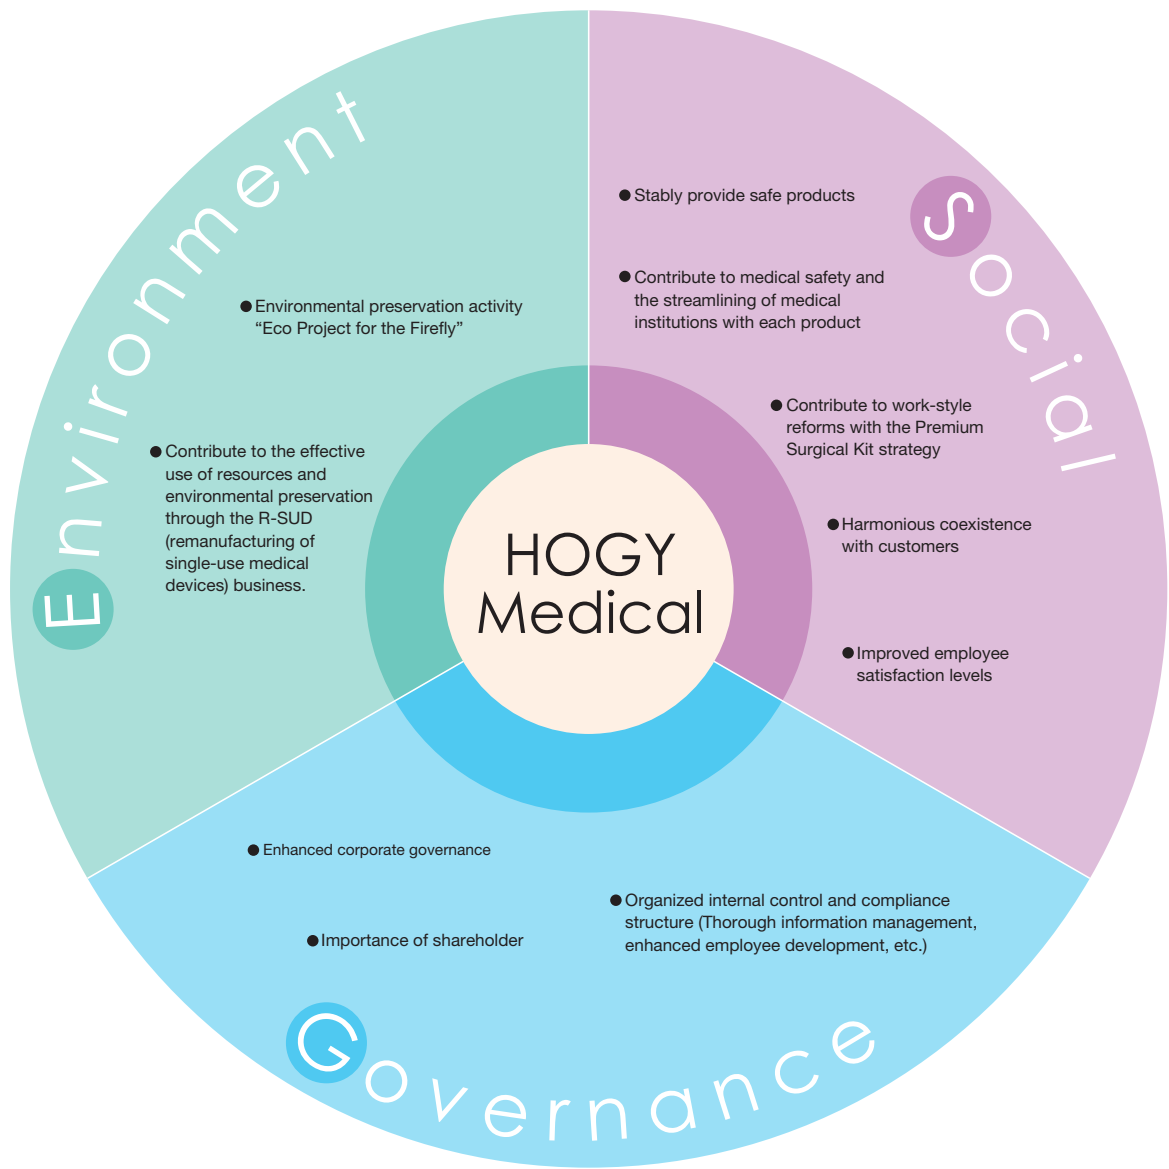 Environment
● Environmental preservation activity
“Eco Project for the Firefly”
● Contribute to the effective
use of resources and
environmental preservation
through the R-SUD
(remanufacturing of
single-use medical
devices) business.
Social
● Stably provide safe products
● Contribute to medical safety and
the streamlining of medical
institutions with each product
● Contribute to work-style
reforms with the Premium
Surgical Kit strategy
● Harmonious coexistence
with customers
● Improved employee
satisfaction levels
HOGY
Medical
● Enhanced corporate governance
● Importance of shareholder
● Organized internal control and compliance
structure (Thorough information management,
enhanced employee development, etc.)
Governance